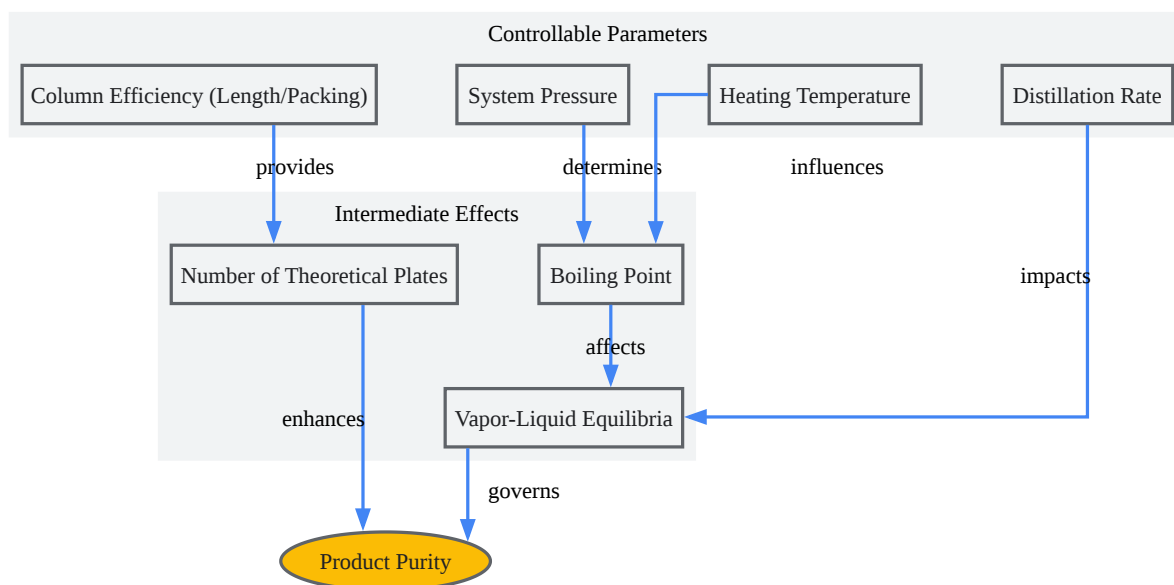 Controllable Parameters
Column Efficiency (Length/Packing)
System Pressure
Heating Temperature
Distillation Rate
provides
determines
influences
Intermediate Effects
Number of Theoretical Plates
Boiling Point
impacts
affects
Vapor-Liquid Equilibria
enhances
governs
Product Purity